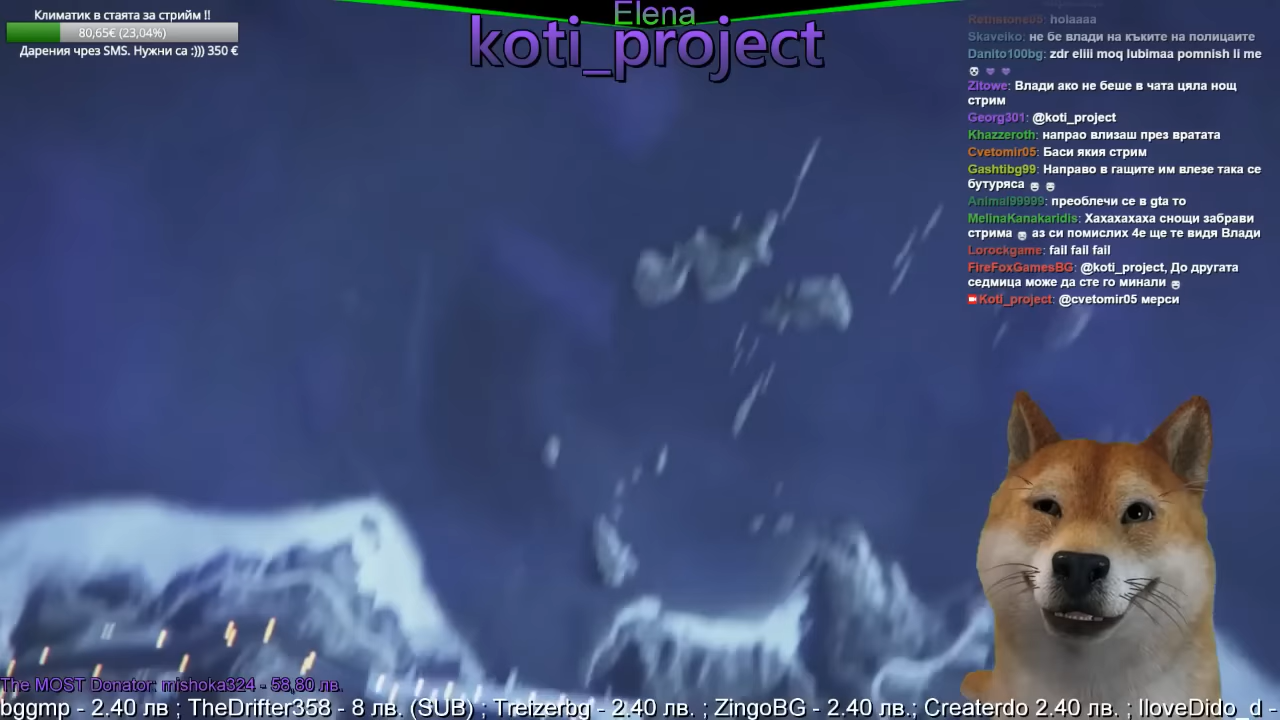 Климатик в стаята за стрийм !!
80,65€ (23,04%)
Дарения чрез SMS. Нужни са :))) 350 €
Elena
koti_project
Rethstone05: holaaaa
Skavelko: не бе влади на къките на полицаите
Danito100bg: zdr eliii moq lubimaa pomnish li me
Zitowe: Влади ако не беше в чата цяла нощ
стрим
Georg301: @koti_project
Khazzeroth: напрао влизаш през вратата
Cvetomir05: Баси якия стрим
Gashtibg99: Направо в гащите им влезе така се
бутуряса
Animal99999: преоблечи се в gta то
MelinaKanakaridis: Хахахахаха снощи забрави
стрима аз си помислих 4е ще те видя Влади
Lorockgame: fail fail fail
FireFoxGamesBG: @koti_project, До другата
седмица може да сте го минали
Koti_project: @cvetomir05 мерси
The MOST Donator: mishoka324 - 58,80 лв.
bggmp - 2.40 лв ; TheDrifter358 - 8 лв. (SUB) ; Treizerbg - 2.40 лв. ; ZingoBG - 2.40 лв.; Createrdo 2.40 лв. ; IloveDido_d -